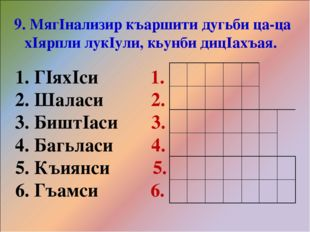 9. МягIнализир къаршити дугьби ца-ца
хIярпли лукIули, кьунби дицIахъая.
1. ГIяхIси 1.
2. Шаласи 2.
3. БиштIаси 3.
4. Багьласи 4.
5. Къиянси 5.
6. Гъамси 6.